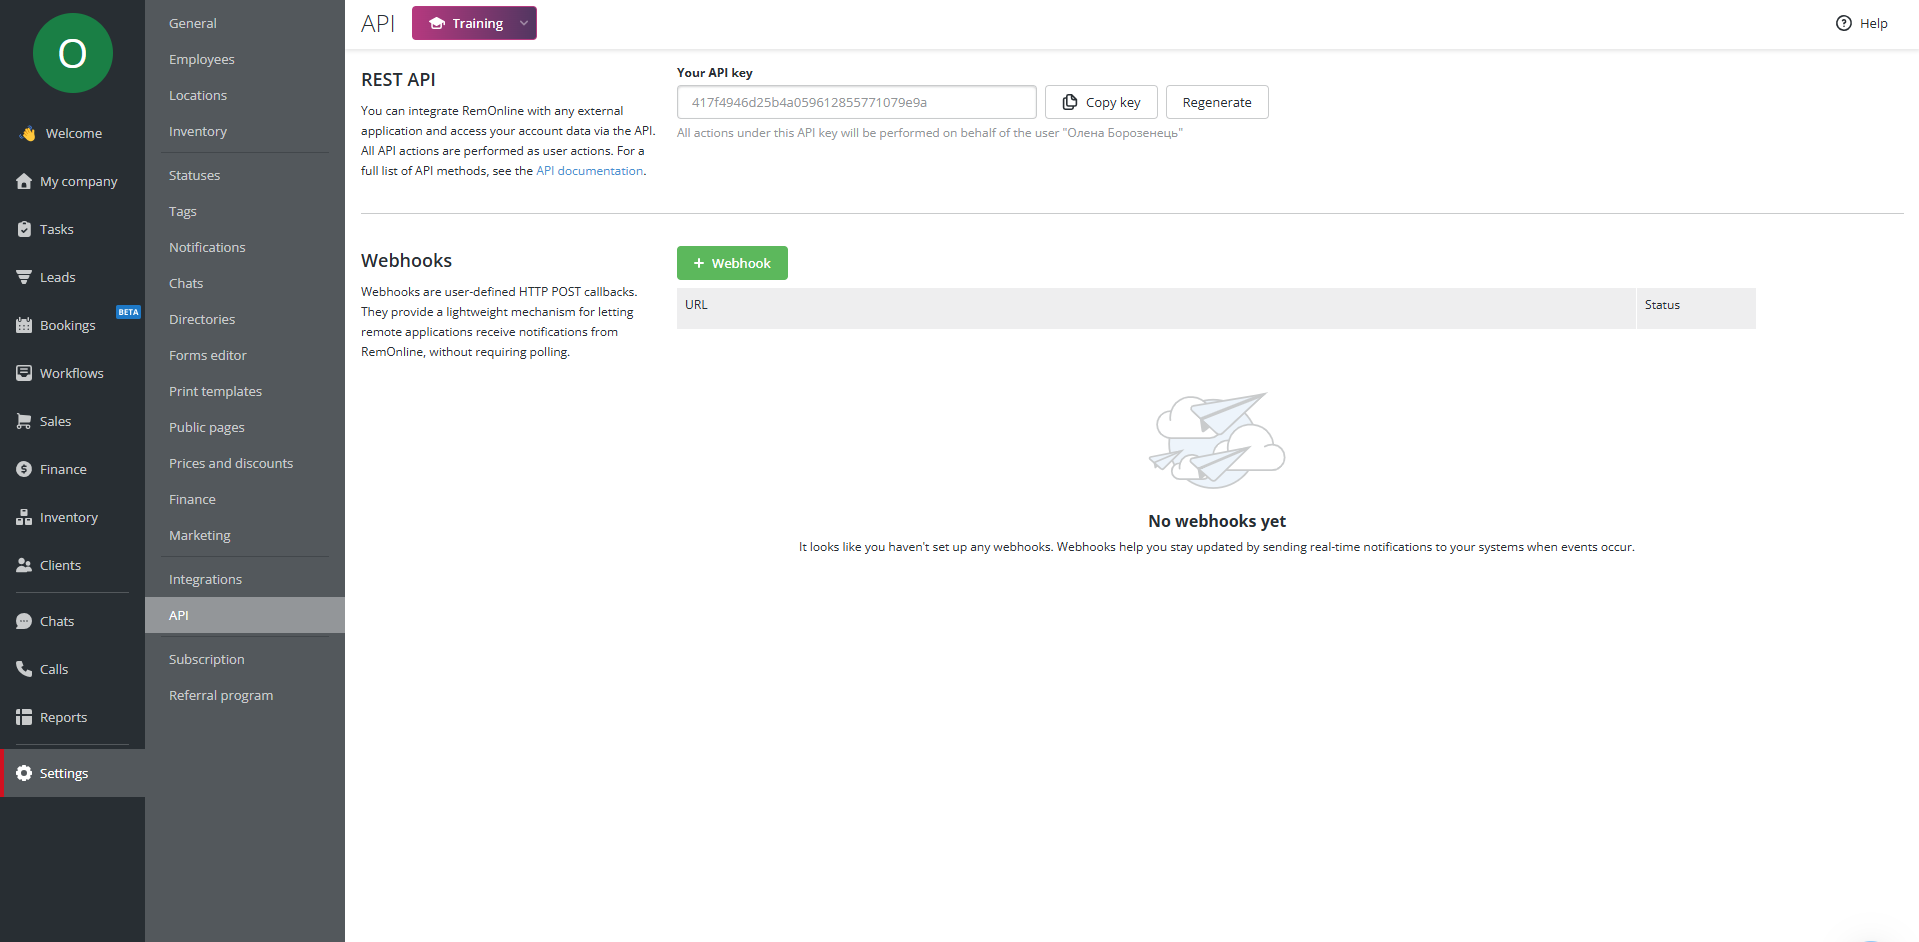 O
Welcome
My company
Tasks
Leads
BETA
Bookings
Workflows
Sales
Finance
Inventory
Clients
Chats
Calls
Reports
Settings
General
Employees
Locations
Inventory
Statuses
Tags
Notifications
Chats
Directories
Forms editor
Print templates
Public pages
Prices and discounts
Finance
Marketing
Integrations
API
Subscription
Referral program
API
Training
Help
REST API
You can integrate RemOnline with any external
application and access your account data via the API.
All API actions are performed as user actions. For a
full list of API methods, see the API documentation.
Your API key
417f4946d25b4a059612855771079e9a
Copy key
Regenerate
All actions under this API key will be performed on behalf of the user "Олена Борозенець"
Webhooks
Webhooks are user-defined HTTP POST callbacks.
They provide a lightweight mechanism for letting
remote applications receive notifications from
RemOnline, without requiring polling.
+ Webhook
URL
Status
No webhooks yet
It looks like you haven't set up any webhooks. Webhooks help you stay updated by sending real-time notifications to your systems when events occur.